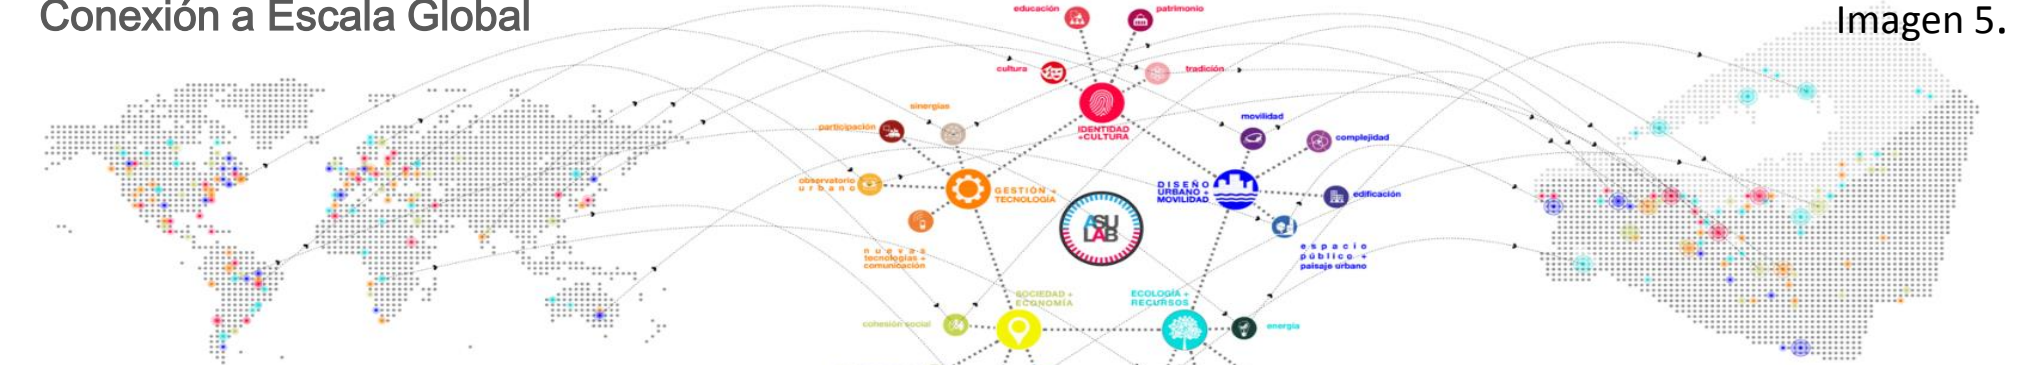 Conexión a Escala Global
Imagen 5.
educación
patrimonio
cultura
tradición
IDENTIDAD
+CULTURA
sinergias
participación
observatorio
urbano
GESTIÓN +
TECNOLOGÍA
nuevas
tecnologías +
comunicación
movilidad
complejidad
DISEÑO
URBANO +
MOVILIDAD
edificación
espacio
público +
paisaje urbano
ASU
LAB
SOCIEDAD +
ECONOMÍA
cohesión social
ECOLOGÍA +
RECURSOS
energía